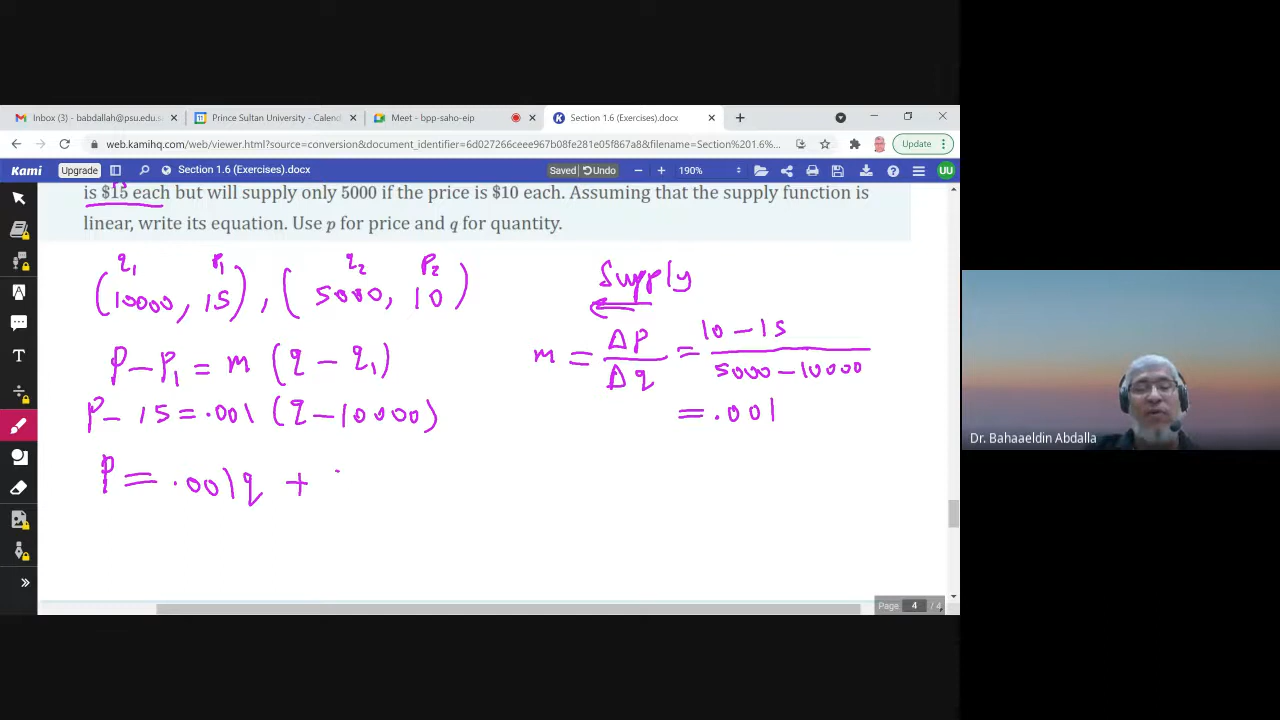 Inbox (3) - babdallah@psu.edu.s
Prince Sultan University - Calend
Meet - bpp-saho-eip
Section 1.6 (Exercises).docx
web.kamihq.com/web/viewer.html?source=conversion&document_identifier=6d027266ceee967b08fe281e05f867a8&filename=Section%201.6%...
Update
Kami
Upgrade
Section 1.6 (Exercises).docx
Saved
Undo
190%
UU
is $15 each but will supply only 5000 if the price is $10 each. Assuming that the supply function is
linear, write its equation. Use p for price and q for quantity.
q₁ p₁ q₂ p₂
(10000, 15), (5000, 10)
Supply
P - P₁ = m (q - q₁)
m = Δp/Δq = (10 - 15)/(5000 - 10000)
P - 15 = .001 (q - 10000)
= .001
P = .001q +
Page 4 / 4
Dr. Bahaaeldin Abdalla